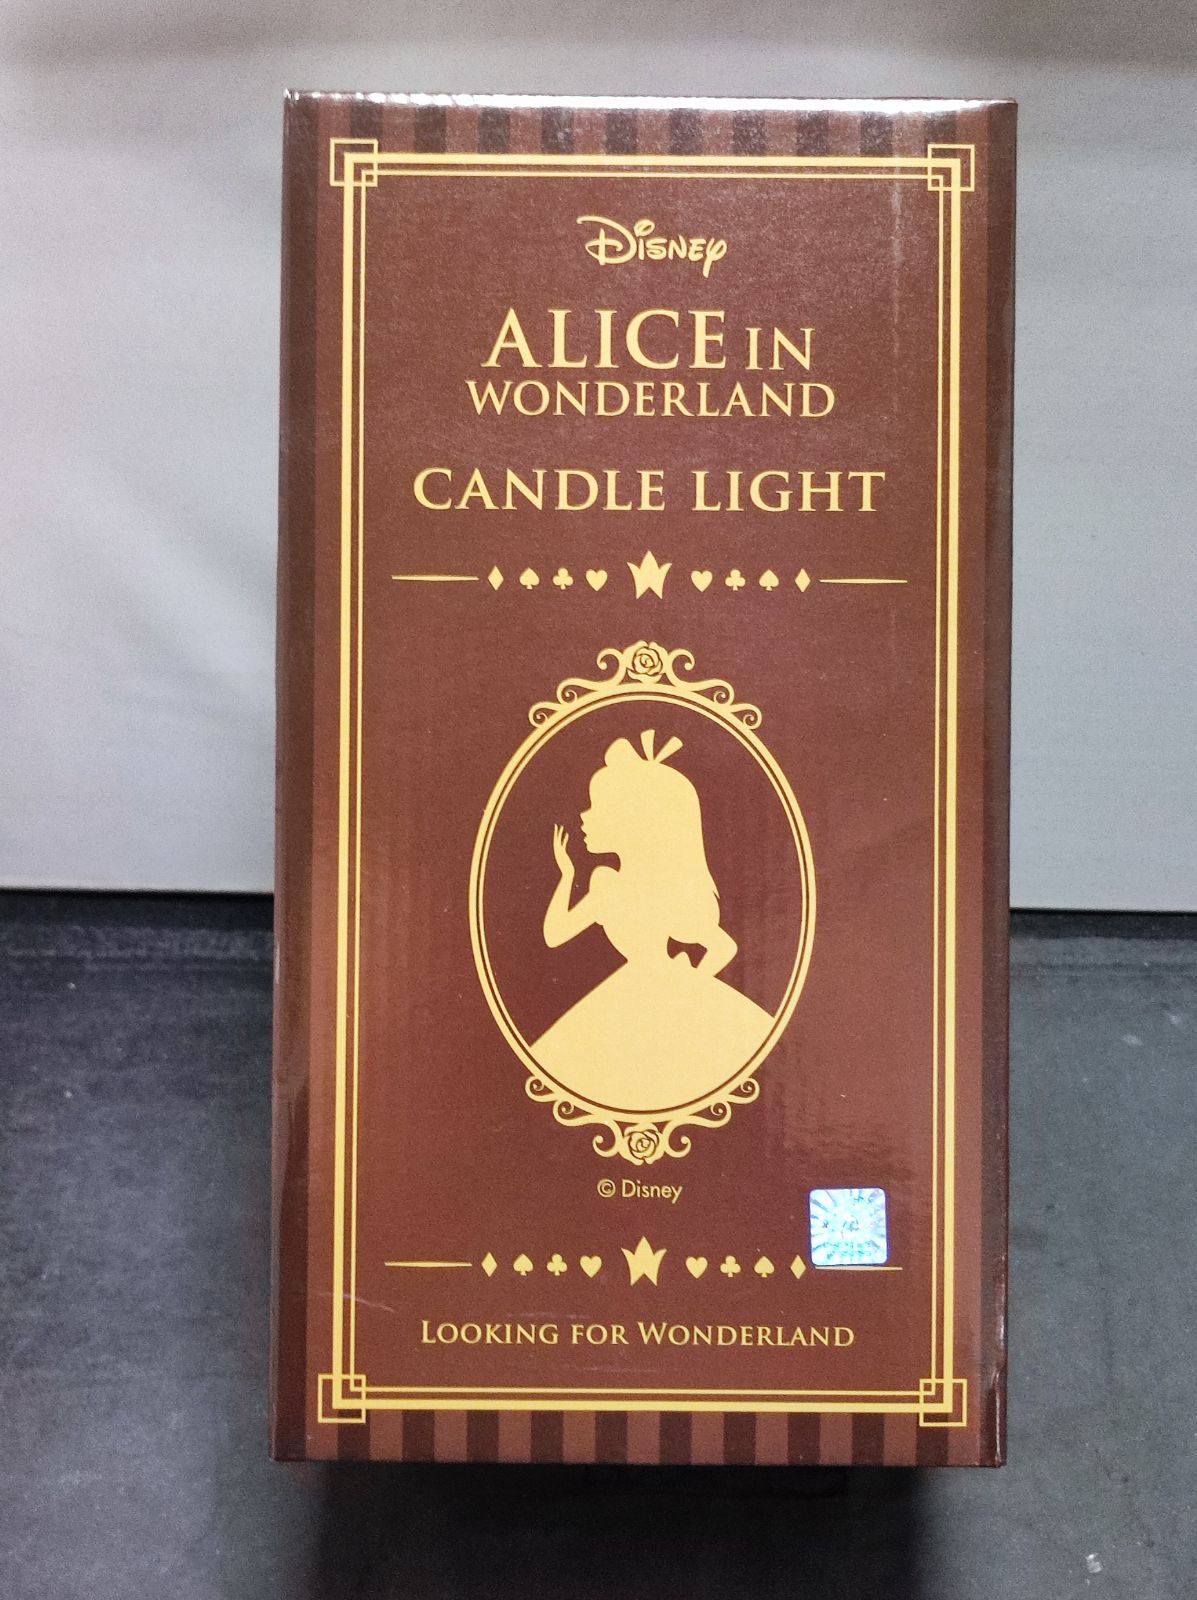 Disney
ALICE IN
WONDERLAND
CANDLE LIGHT
© Disney
LOOKING FOR WONDERLAND